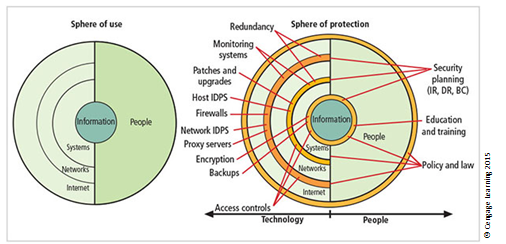 Sphere of use
Information
People
Systems
Networks
Internet
Sphere of protection
Redundancy
Monitoring
systems
Patches and
upgrades
Host IDPS
Firewalls
Network IDPS
Proxy servers
Encryption
Backups
Access controls
Information
People
Systems
Networks
Internet
Security
planning
(IR, DR, BC)
Education
and training
Policy and law
Technology
People
© Cengage Learning 2015